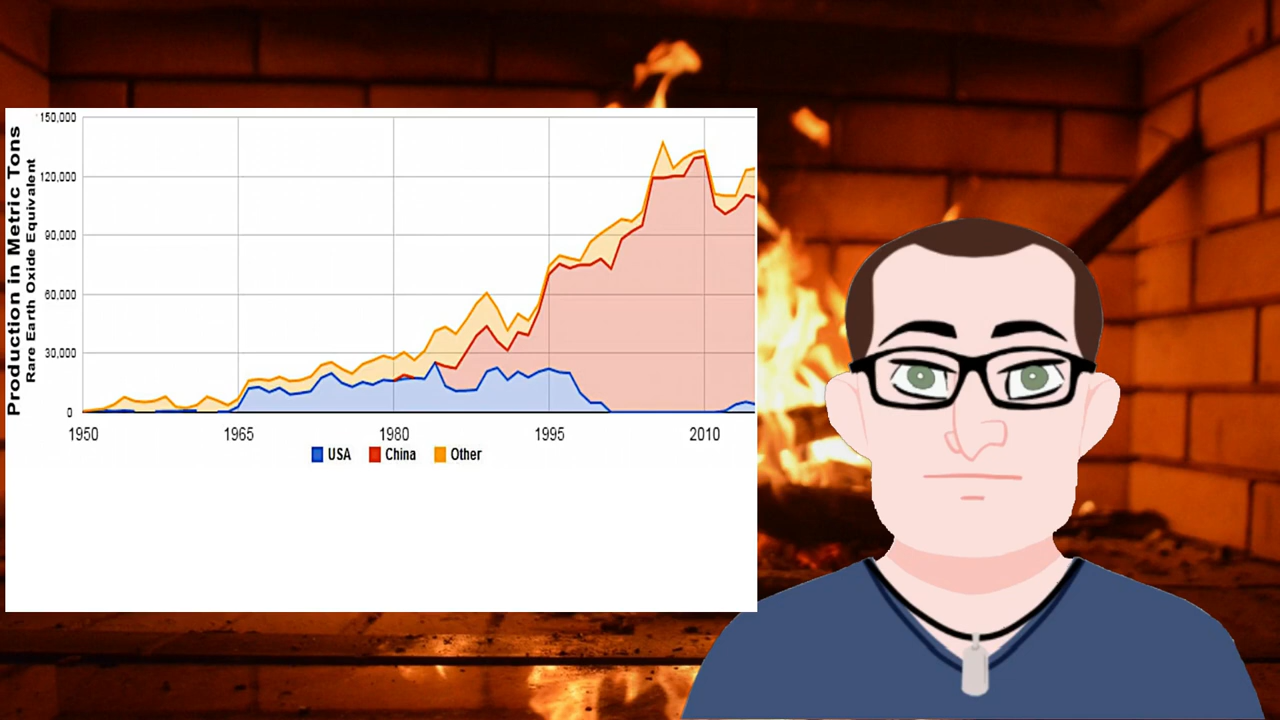 Production in Metric Tons
Rare Earth Oxide Equivalent
150,000
120,000
90,000
60,000
30,000
0
1950 1965 1980 1995 2010
USA China Other